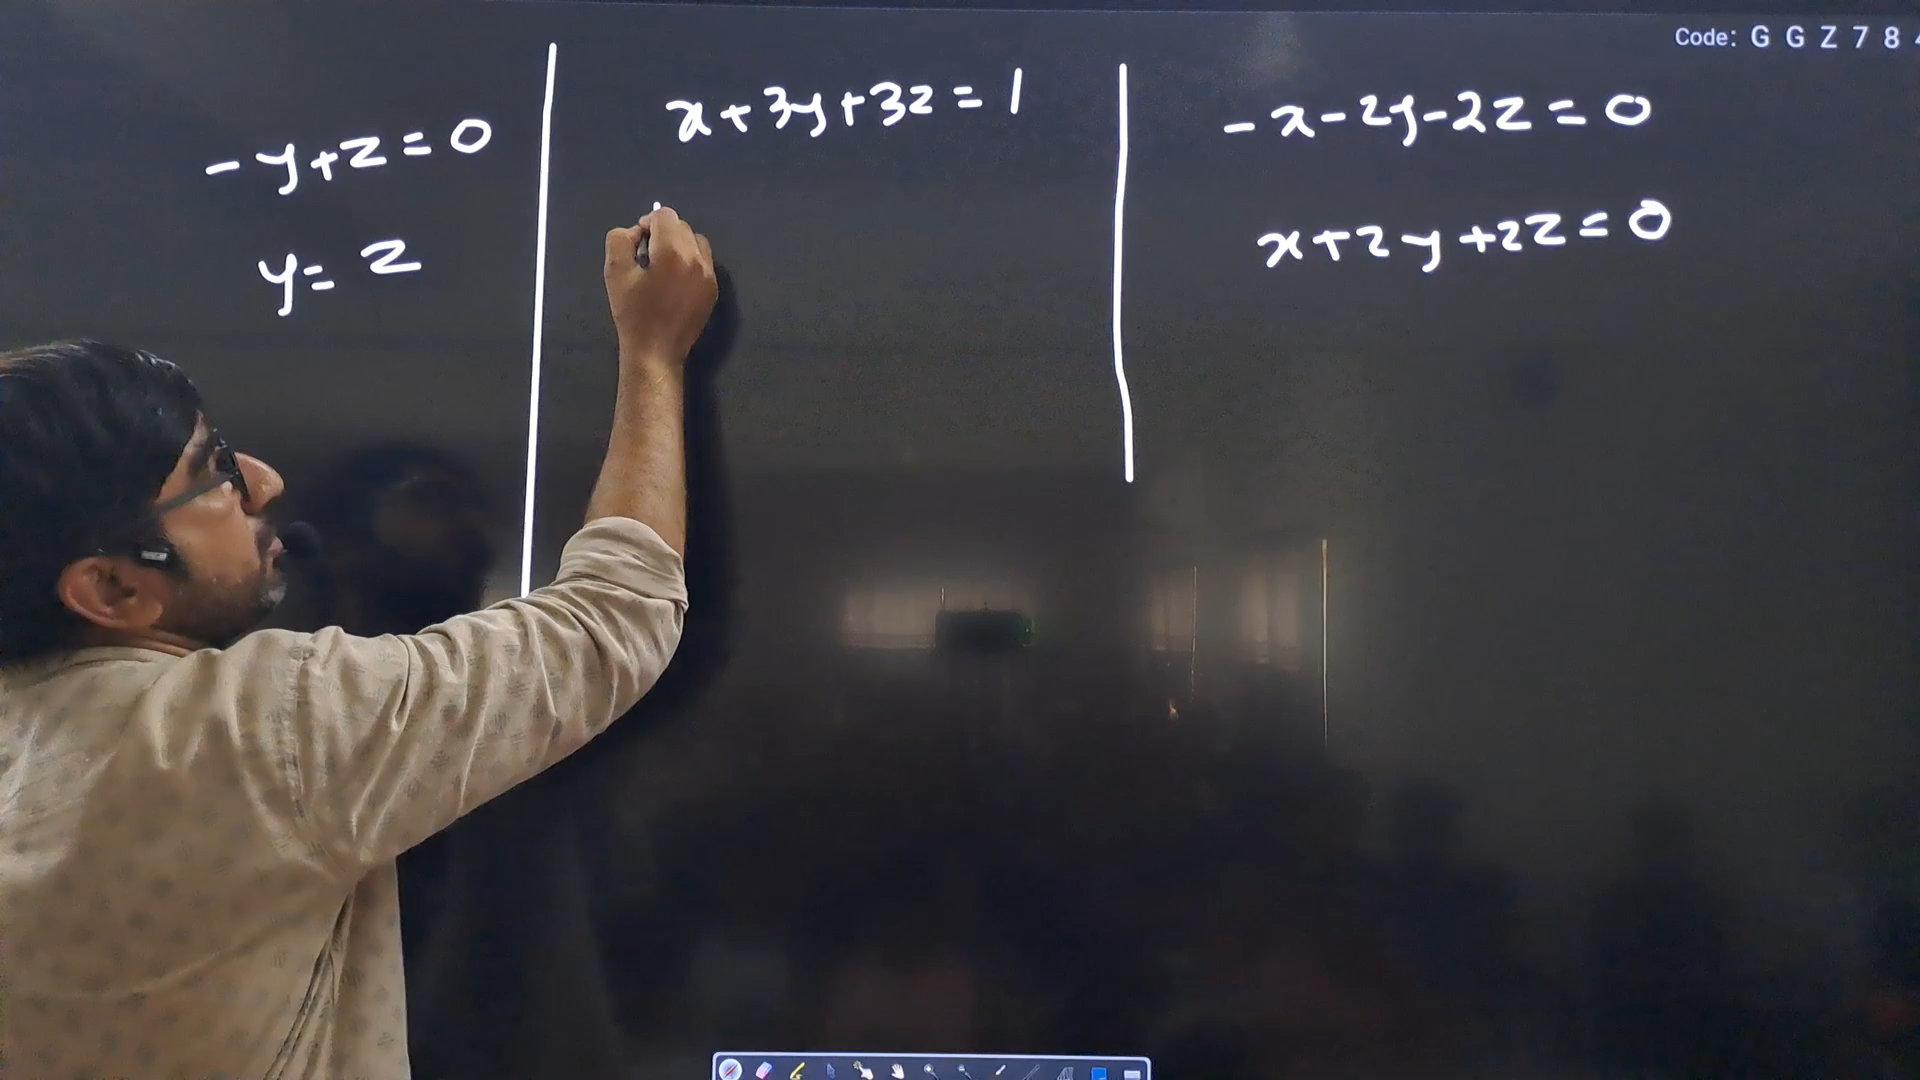 Code: G G Z 7 8
-y+z=0
y=z
x+3y+3z=1
-x-2y-2z=0
x+2y+2z=0